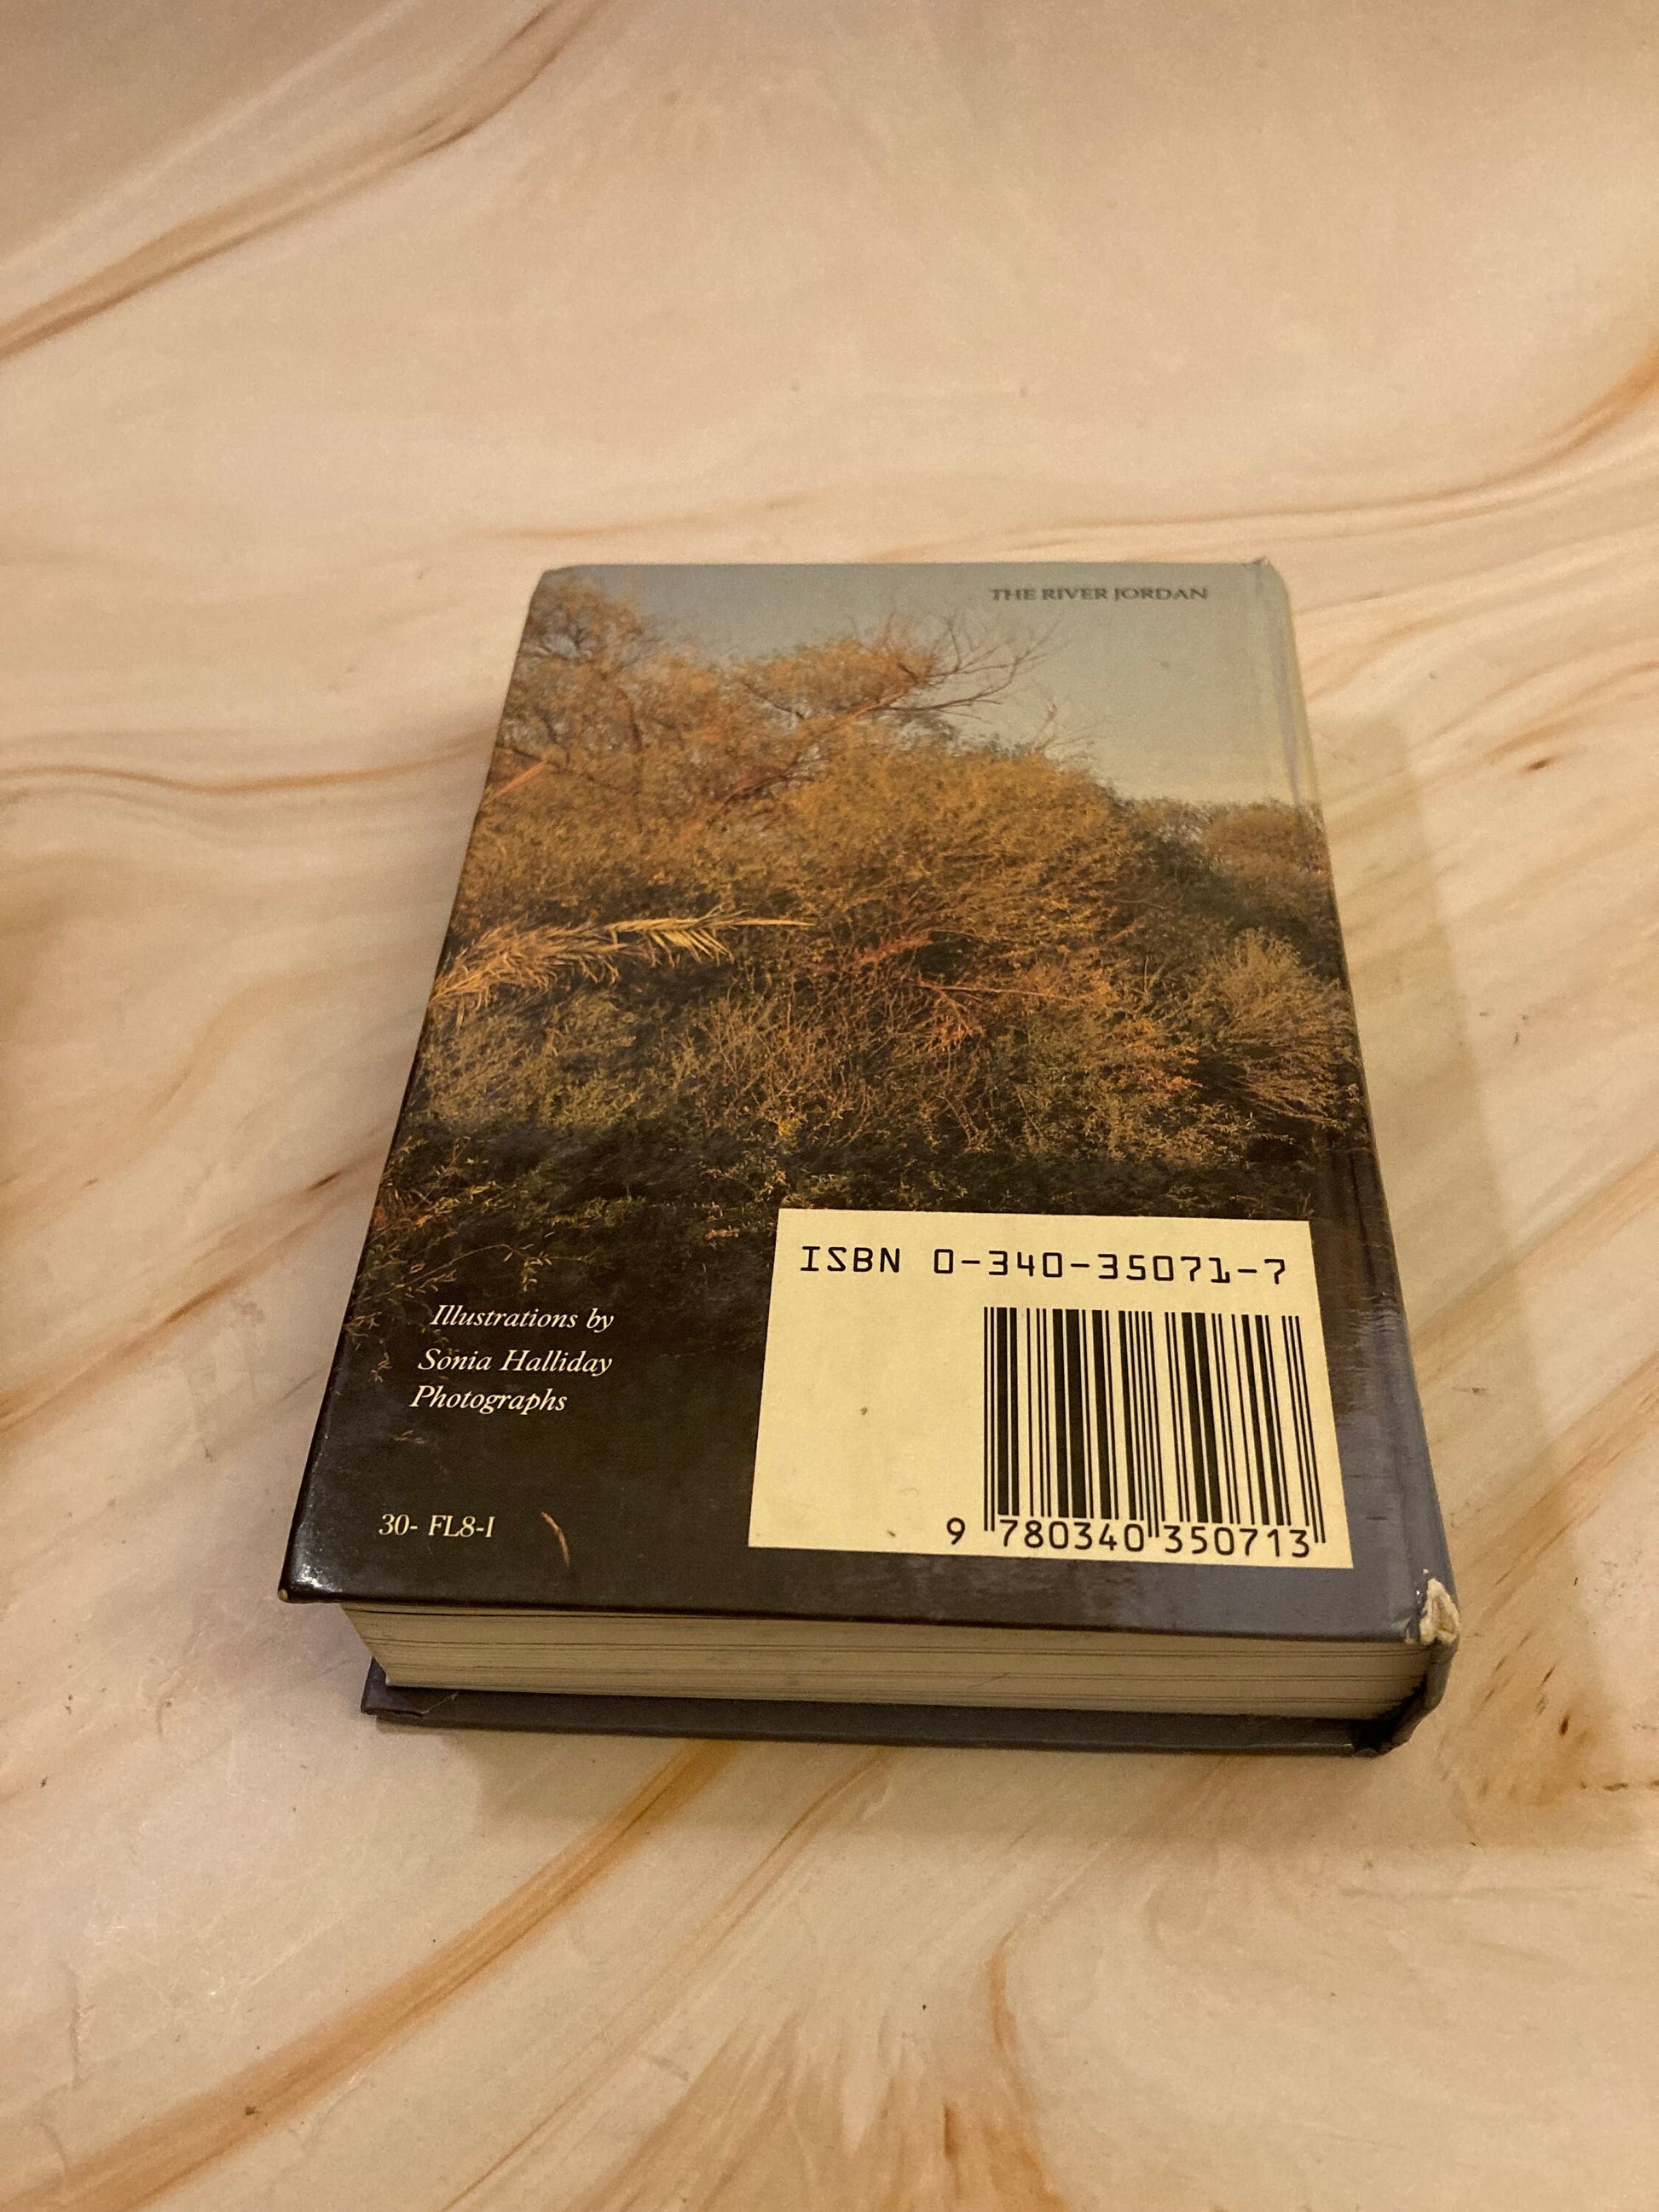 THE RIVER JORDAN
ISBN 0-340-35071-7
Illustrations by
Sonia Halliday
Photographs
30- FL8-I
9 780340 350713